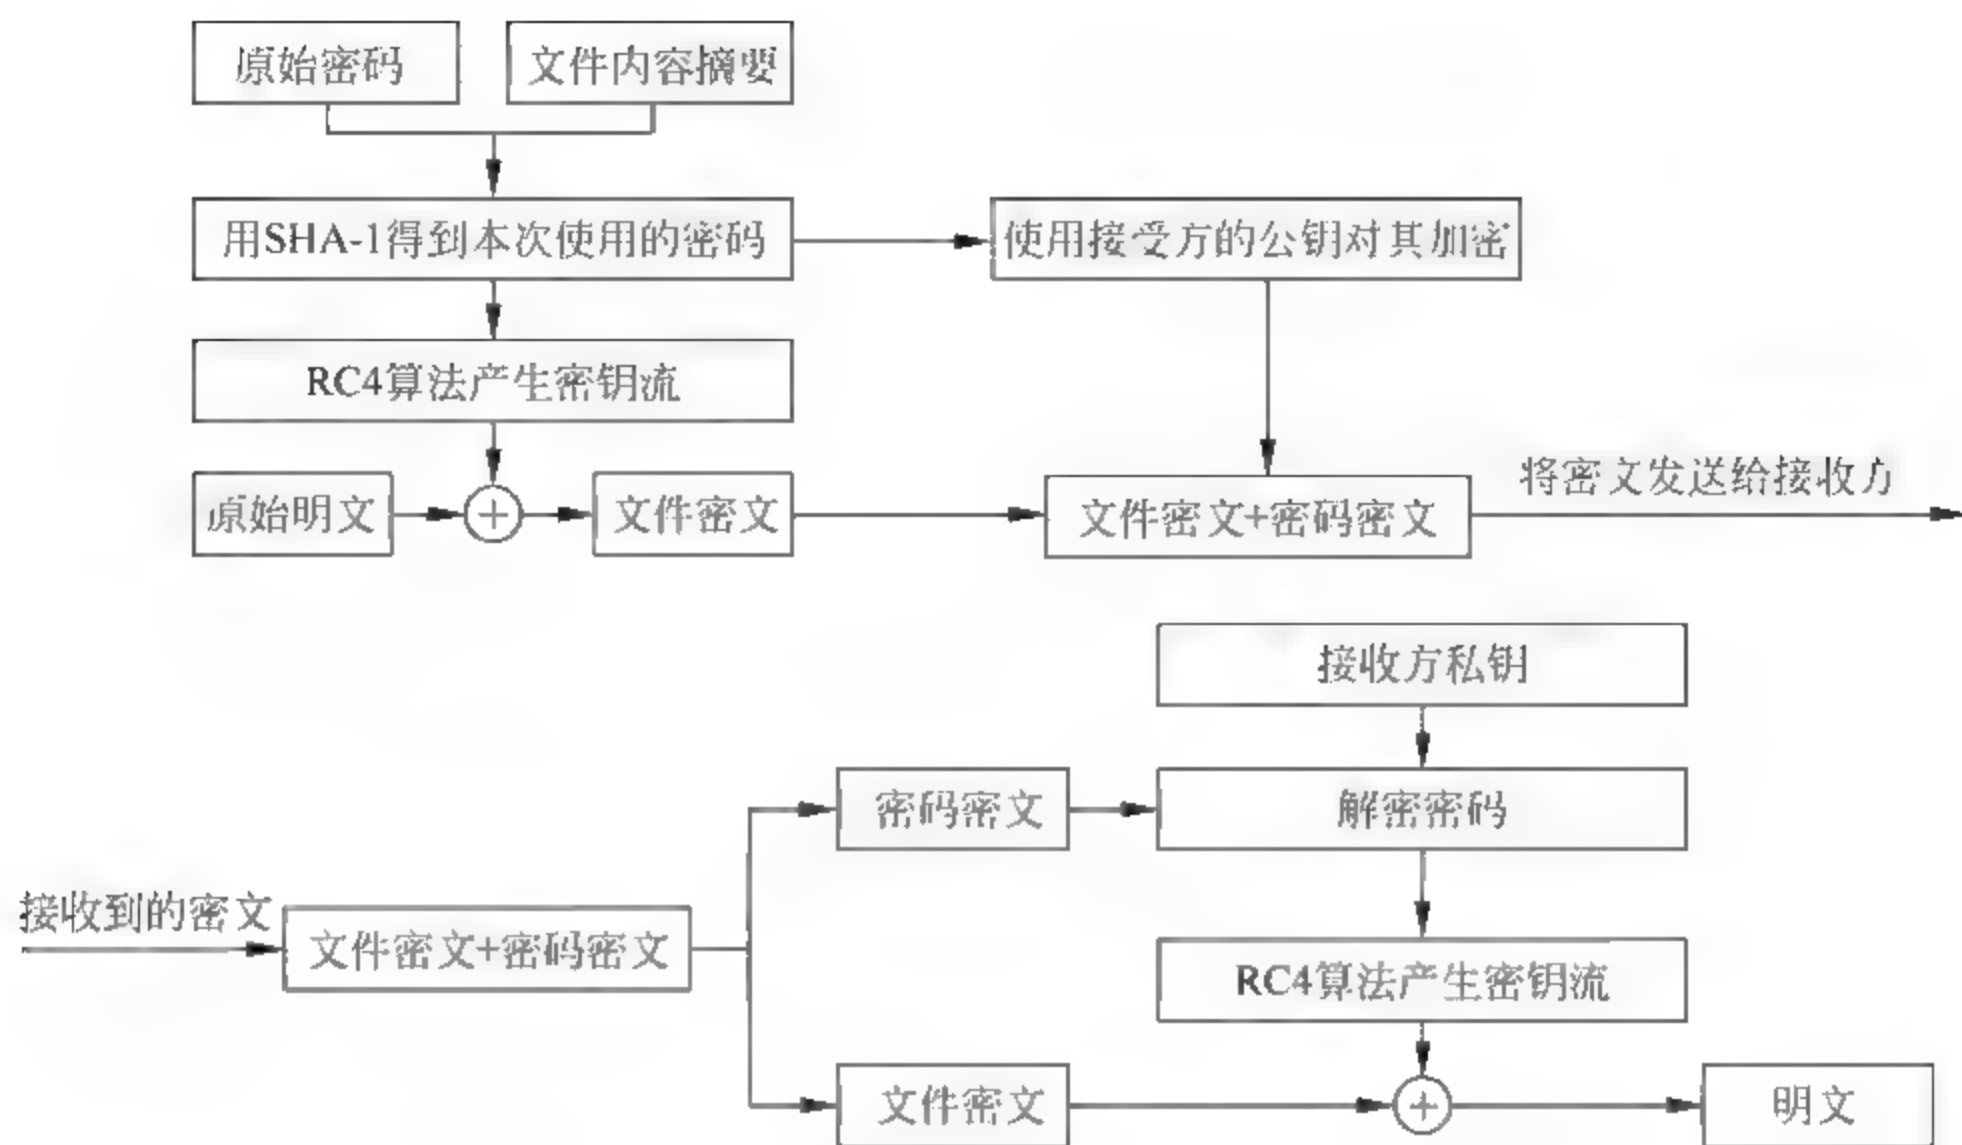 原始密码
文件内容摘要
用SHA-1得到本次使用的密码
使用接受方的公钥对其加密
RC4算法产生密钥流
原始明文
+
文件密文
文件密文+密码密文
将密文发送给接收方
接收方私钥
密码密文
解密密码
接收到的密文
文件密文+密码密文
RC4算法产生密钥流
文件密文
+
明文